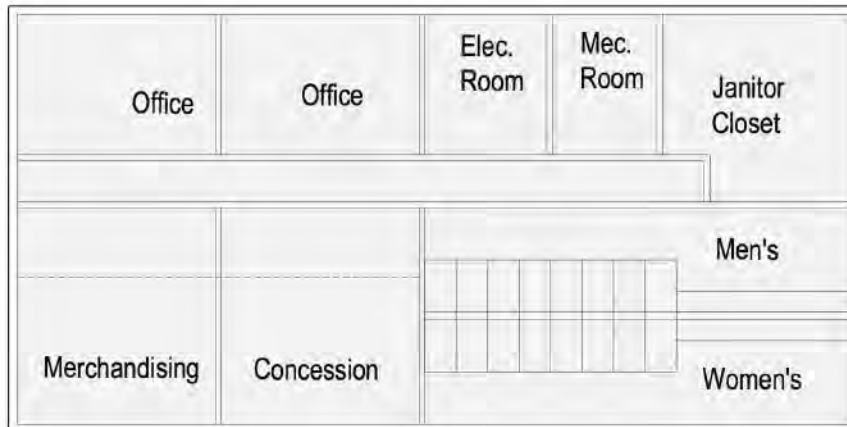 Office
Office
Elec.
Room
Mec.
Room
Janitor
Closet
Men's
Merchandising
Concession
Women's